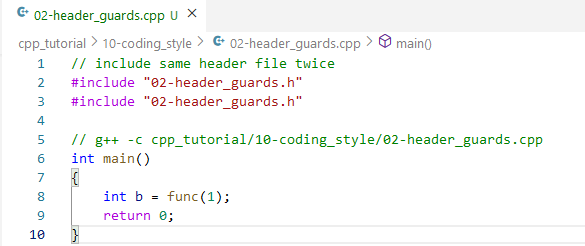 02-header_guards.cpp U
cpp_tutorial > 10-coding_style > 02-header_guards.cpp > main()
1 // include same header file twice
2 #include "02-header_guards.h"
3 #include "02-header_guards.h"
4
5 // g++ -c cpp_tutorial/10-coding_style/02-header_guards.cpp
6 int main()
7 {
8     int b = func(1);
9     return 0;
10 }